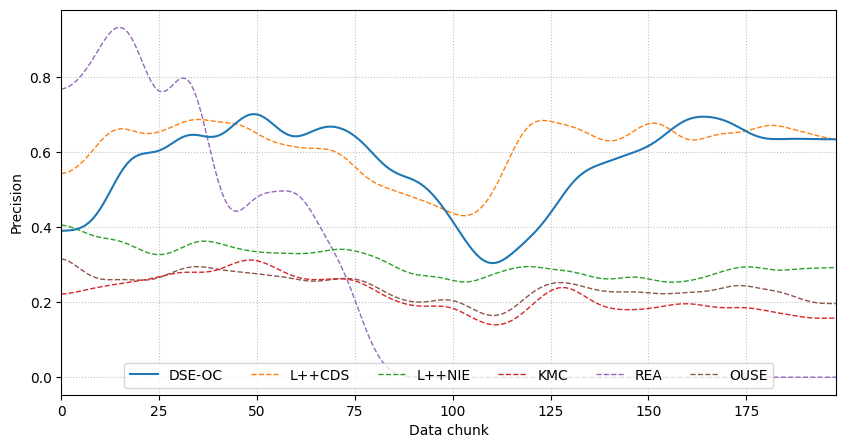 Precision
0.8
0.6
0.4
0.2
0.0
DSE-OC L++CDS L++NIE KMC REA OUSE
0 25 50 75 100 125 150 175
Data chunk